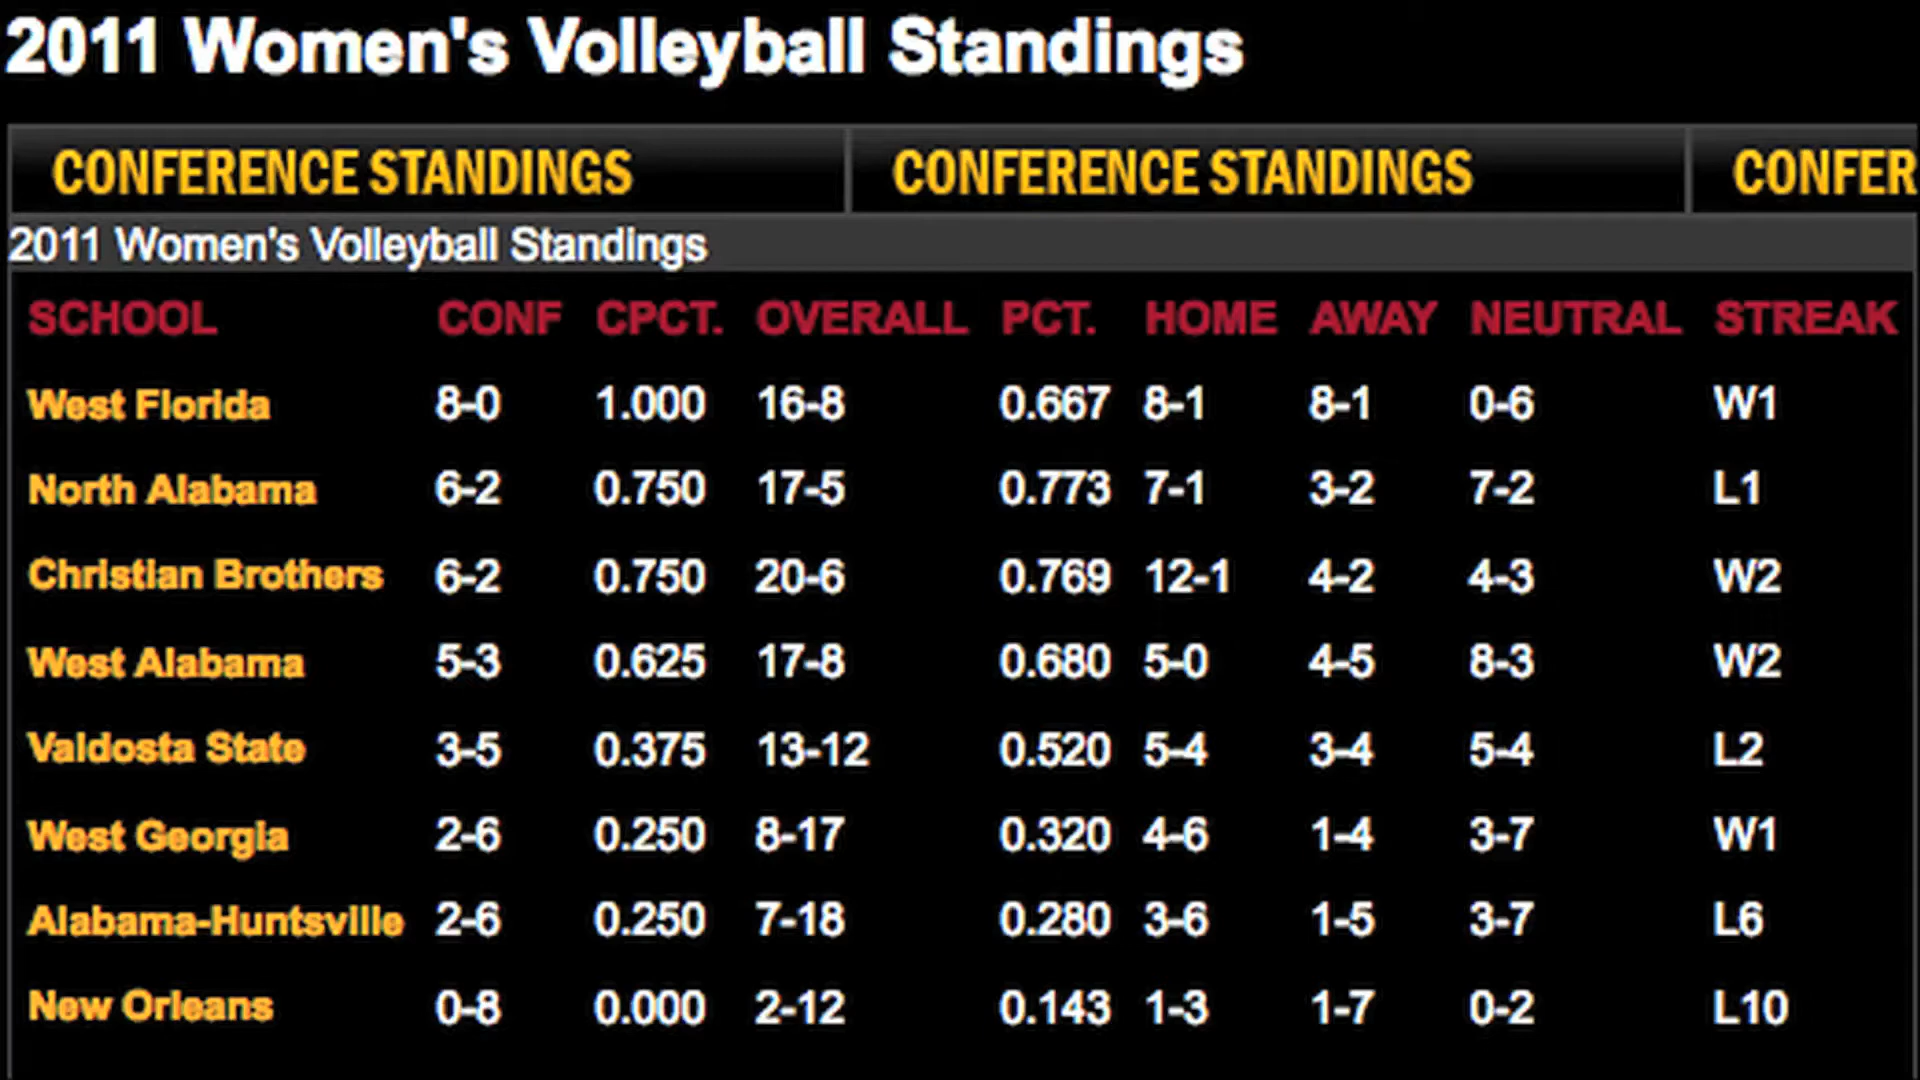 2011 Women's Volleyball Standings
CONFERENCE STANDINGS CONFERENCE STANDINGS CONFER
2011 Women's Volleyball Standings
SCHOOL CONF CPCT. OVERALL PCT. HOME AWAY NEUTRAL STREAK
West Florida 8-0 1.000 16-8 0.667 8-1 8-1 0-6 W1
North Alabama 6-2 0.750 17-5 0.773 7-1 3-2 7-2 L1
Christian Brothers 6-2 0.750 20-6 0.769 12-1 4-2 4-3 W2
West Alabama 5-3 0.625 17-8 0.680 5-0 4-5 8-3 W2
Valdosta State 3-5 0.375 13-12 0.520 5-4 3-4 5-4 L2
West Georgia 2-6 0.250 8-17 0.320 4-6 1-4 3-7 W1
Alabama-Huntsville 2-6 0.250 7-18 0.280 3-6 1-5 3-7 L6
New Orleans 0-8 0.000 2-12 0.143 1-3 1-7 0-2 L10